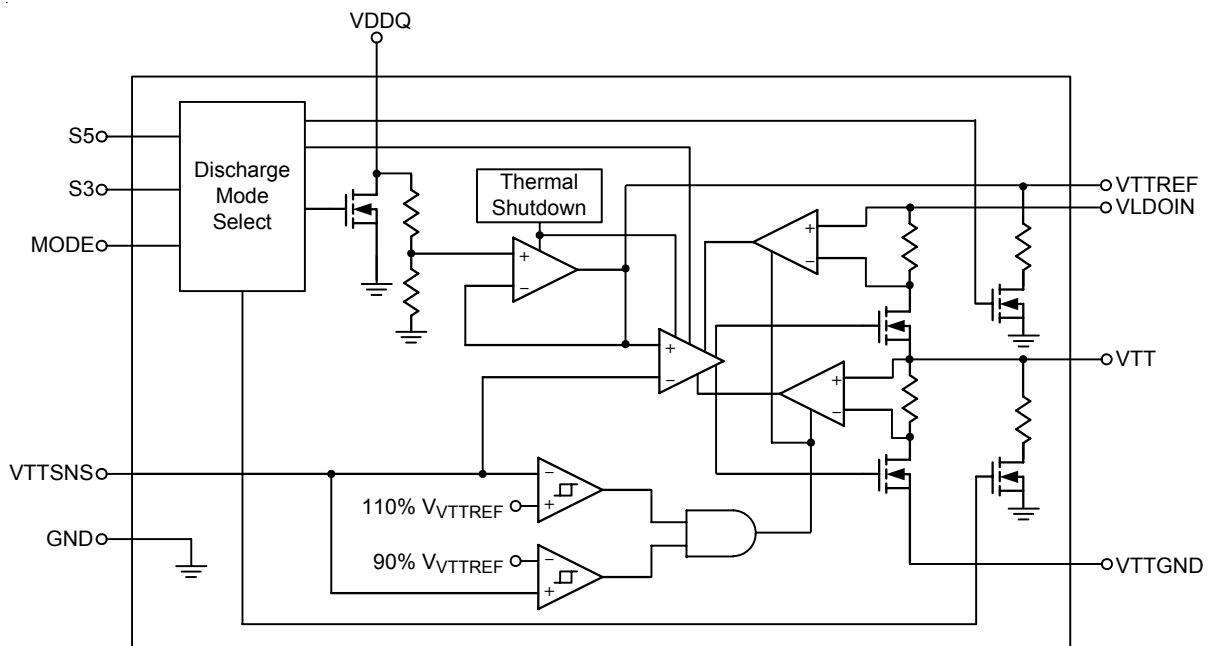 VDDQ
S5
S3
MODE
Discharge
Mode
Select
Thermal
Shutdown
VTTREF
VLDOIN
+
−
+
−
+
−
+
−
VTT
VTTSNS
−
+
110% VVTTREF
GND
90% VVTTREF
−
+
VTTGND